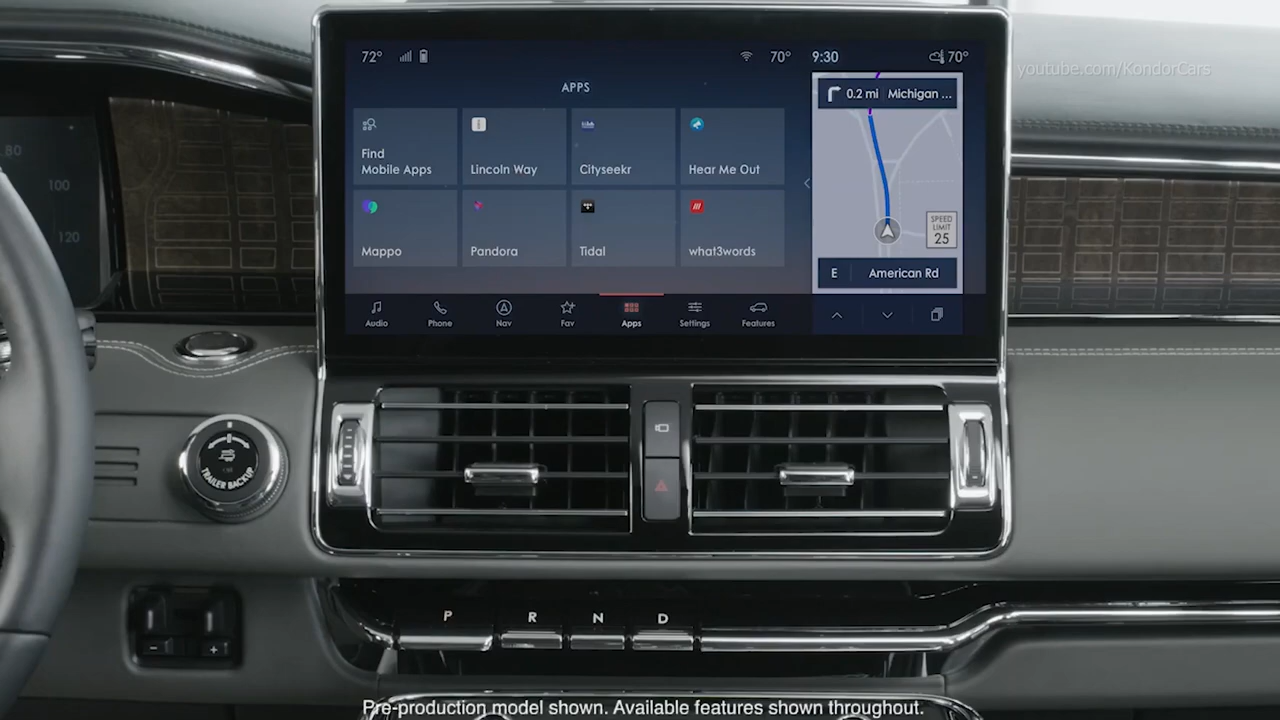 72°
70°
9:30
70°
youtube.com/KondorCars
APPS
0.2 mi Michigan ...
Find
Mobile Apps
Lincoln Way
Cityseekr
Hear Me Out
Mappo
Pandora
Tidal
what3words
SPEED
LIMIT
25
E American Rd
Audio
Phone
Nav
Fav
Apps
Settings
Features
80
100
120
TRAILER BACKUP
P R N D
- +
Pre-production model shown. Available features shown throughout.